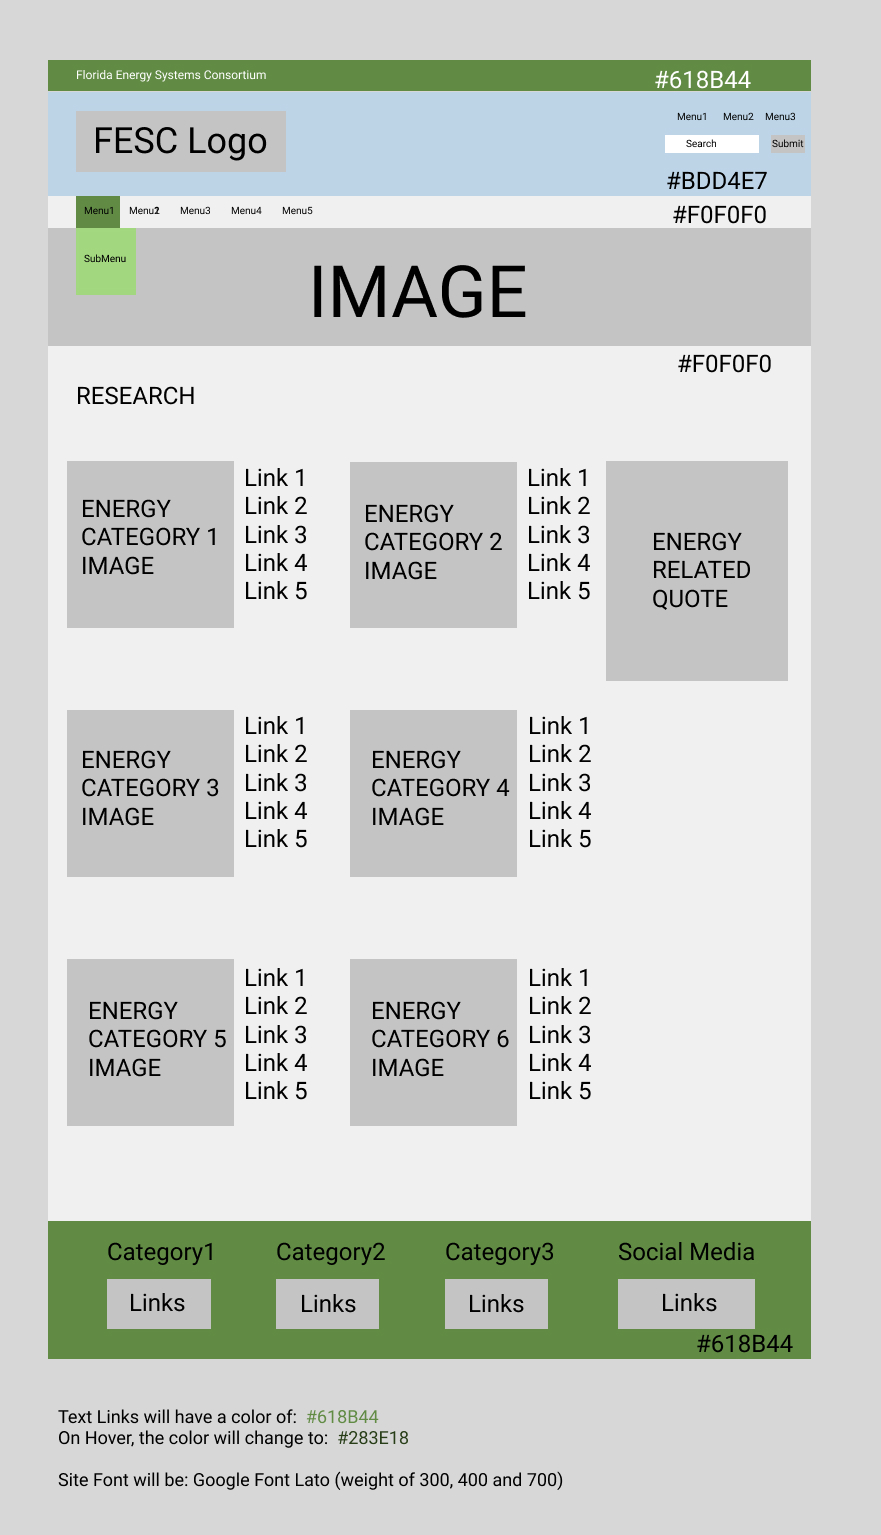 Florida Energy Systems Consortium
#618B44
FESC Logo
Menu1 Menu2 Menu3
Search Submit
#BDD4E7
Menu1 Menu2 Menu3 Menu4 Menu5
#F0F0F0
SubMenu
IMAGE
#F0F0F0
RESEARCH
ENERGY
CATEGORY 1
IMAGE
Link 1
Link 2
Link 3
Link 4
Link 5
ENERGY
CATEGORY 2
IMAGE
Link 1
Link 2
Link 3
Link 4
Link 5
ENERGY
RELATED
QUOTE
ENERGY
CATEGORY 3
IMAGE
Link 1
Link 2
Link 3
Link 4
Link 5
ENERGY
CATEGORY 4
IMAGE
Link 1
Link 2
Link 3
Link 4
Link 5
ENERGY
CATEGORY 5
IMAGE
Link 1
Link 2
Link 3
Link 4
Link 5
ENERGY
CATEGORY 6
IMAGE
Link 1
Link 2
Link 3
Link 4
Link 5
Category1 Category2 Category3 Social Media
Links Links Links Links
#618B44
Text Links will have a color of: #618B44
On Hover, the color will change to: #283E18
Site Font will be: Google Font Lato (weight of 300, 400 and 700)